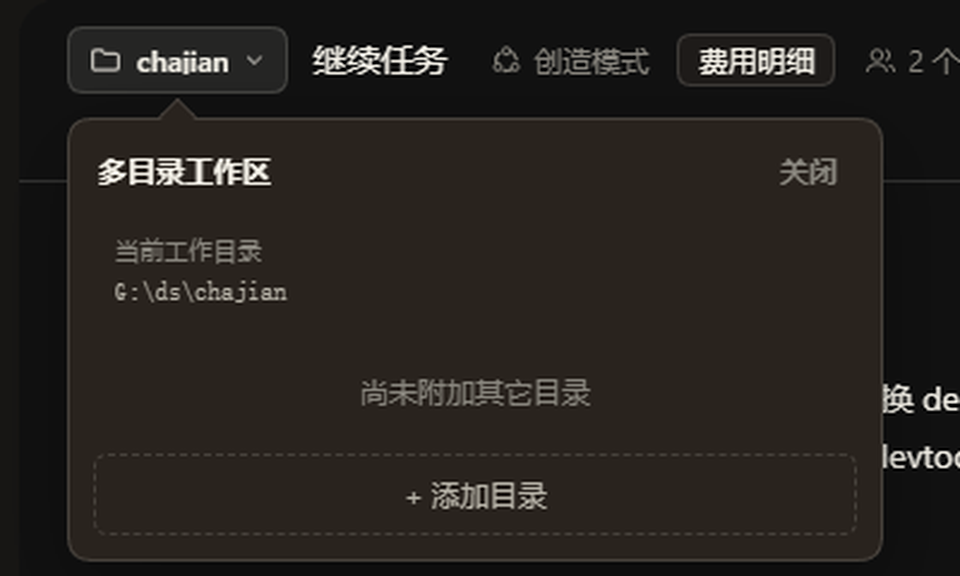 chajian 继续任务 创造模式 费用明细 2 个
多目录工作区 关闭
当前工作目录
G:\ds\chajian
尚未附加其它目录
换 de
levtoo
+ 添加目录